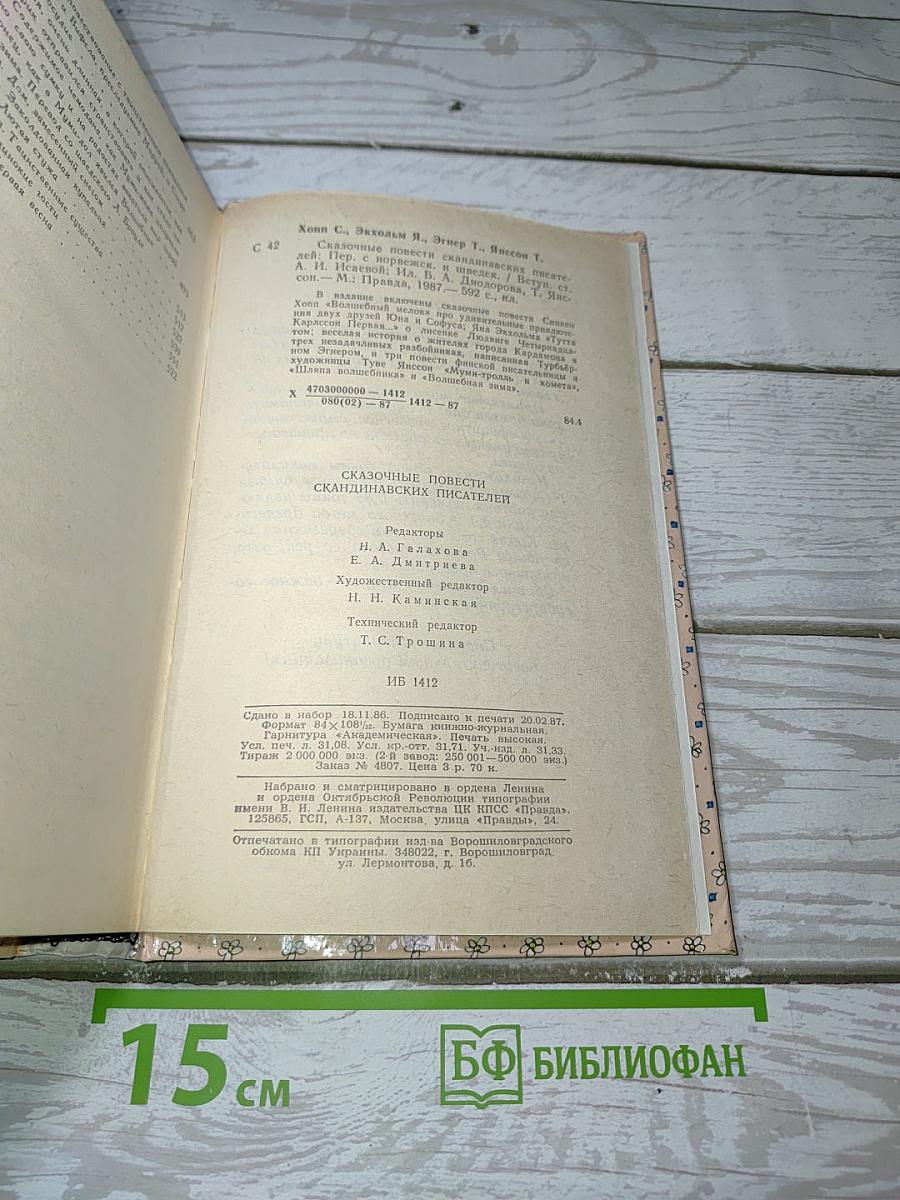 Хопп С., Экхольм Я., Эгнер Т., Янссон Т.
С 42
Сказочные повести скандинавских писате-
лей: Пер. с норвежск. и шведск. / Вступ. ст.
А. И. Исаевой; Ил. Б. А. Диодорова, Т. Янс-
сон.— М.: Правда, 1987.— 592 с., ил.
В издание включены сказочные повести Синкен
Хопп «Волшебный мелок» про удивительные приключе-
ния двух друзей Юна и Софуса; Яна Экхольма «Тутта
Карлссон Первая...» о лисенке Людвиге Четырнадца-
том; веселая история о жителях города Кардамона и
трех незадачливых разбойниках, написанная Турбьёр-
ном Эгнером, и три повести финской писательницы и
художницы Туве Янссон «Муми-тролль и комета»,
«Шляпа волшебника» и «Волшебная зима».
Х 4703000000 — 1412
080(02) — 87
1412 — 87
84.4
СКАЗОЧНЫЕ ПОВЕСТИ
СКАНДИНАВСКИХ ПИСАТЕЛЕЙ
Редакторы
Н. А. Галахова
Е. А. Дмитриева
Художественный редактор
Н. Н. Каминская
Технический редактор
Т. С. Трошина
ИБ 1412
Сдано в набор 18.11.86. Подписано к печати 20.02.87.
Формат 84×108¹/₃₂. Бумага книжно-журнальная.
Гарнитура «Академическая». Печать высокая.
Усл. печ. л. 31,08. Усл. кр.-отт. 31,71. Уч.-изд. л. 31,33.
Тираж 2 000 000 экз. (2-й завод: 250 001—500 000 экз.)
Заказ № 4807. Цена 3 р. 70 к.
Набрано и сматрицировано в ордена Ленина
и ордена Октябрьской Революции типографии
имени В. И. Ленина издательства ЦК КПСС «Правда».
125865, ГСП, А-137, Москва, улица «Правды», 24.
Отпечатано в типографии изд-ва Ворошиловградского
обкома КП Украины. 348022, г. Ворошиловград,
ул. Лермонтова, д. 1б.
15 см
БФ БИБЛИОФАН